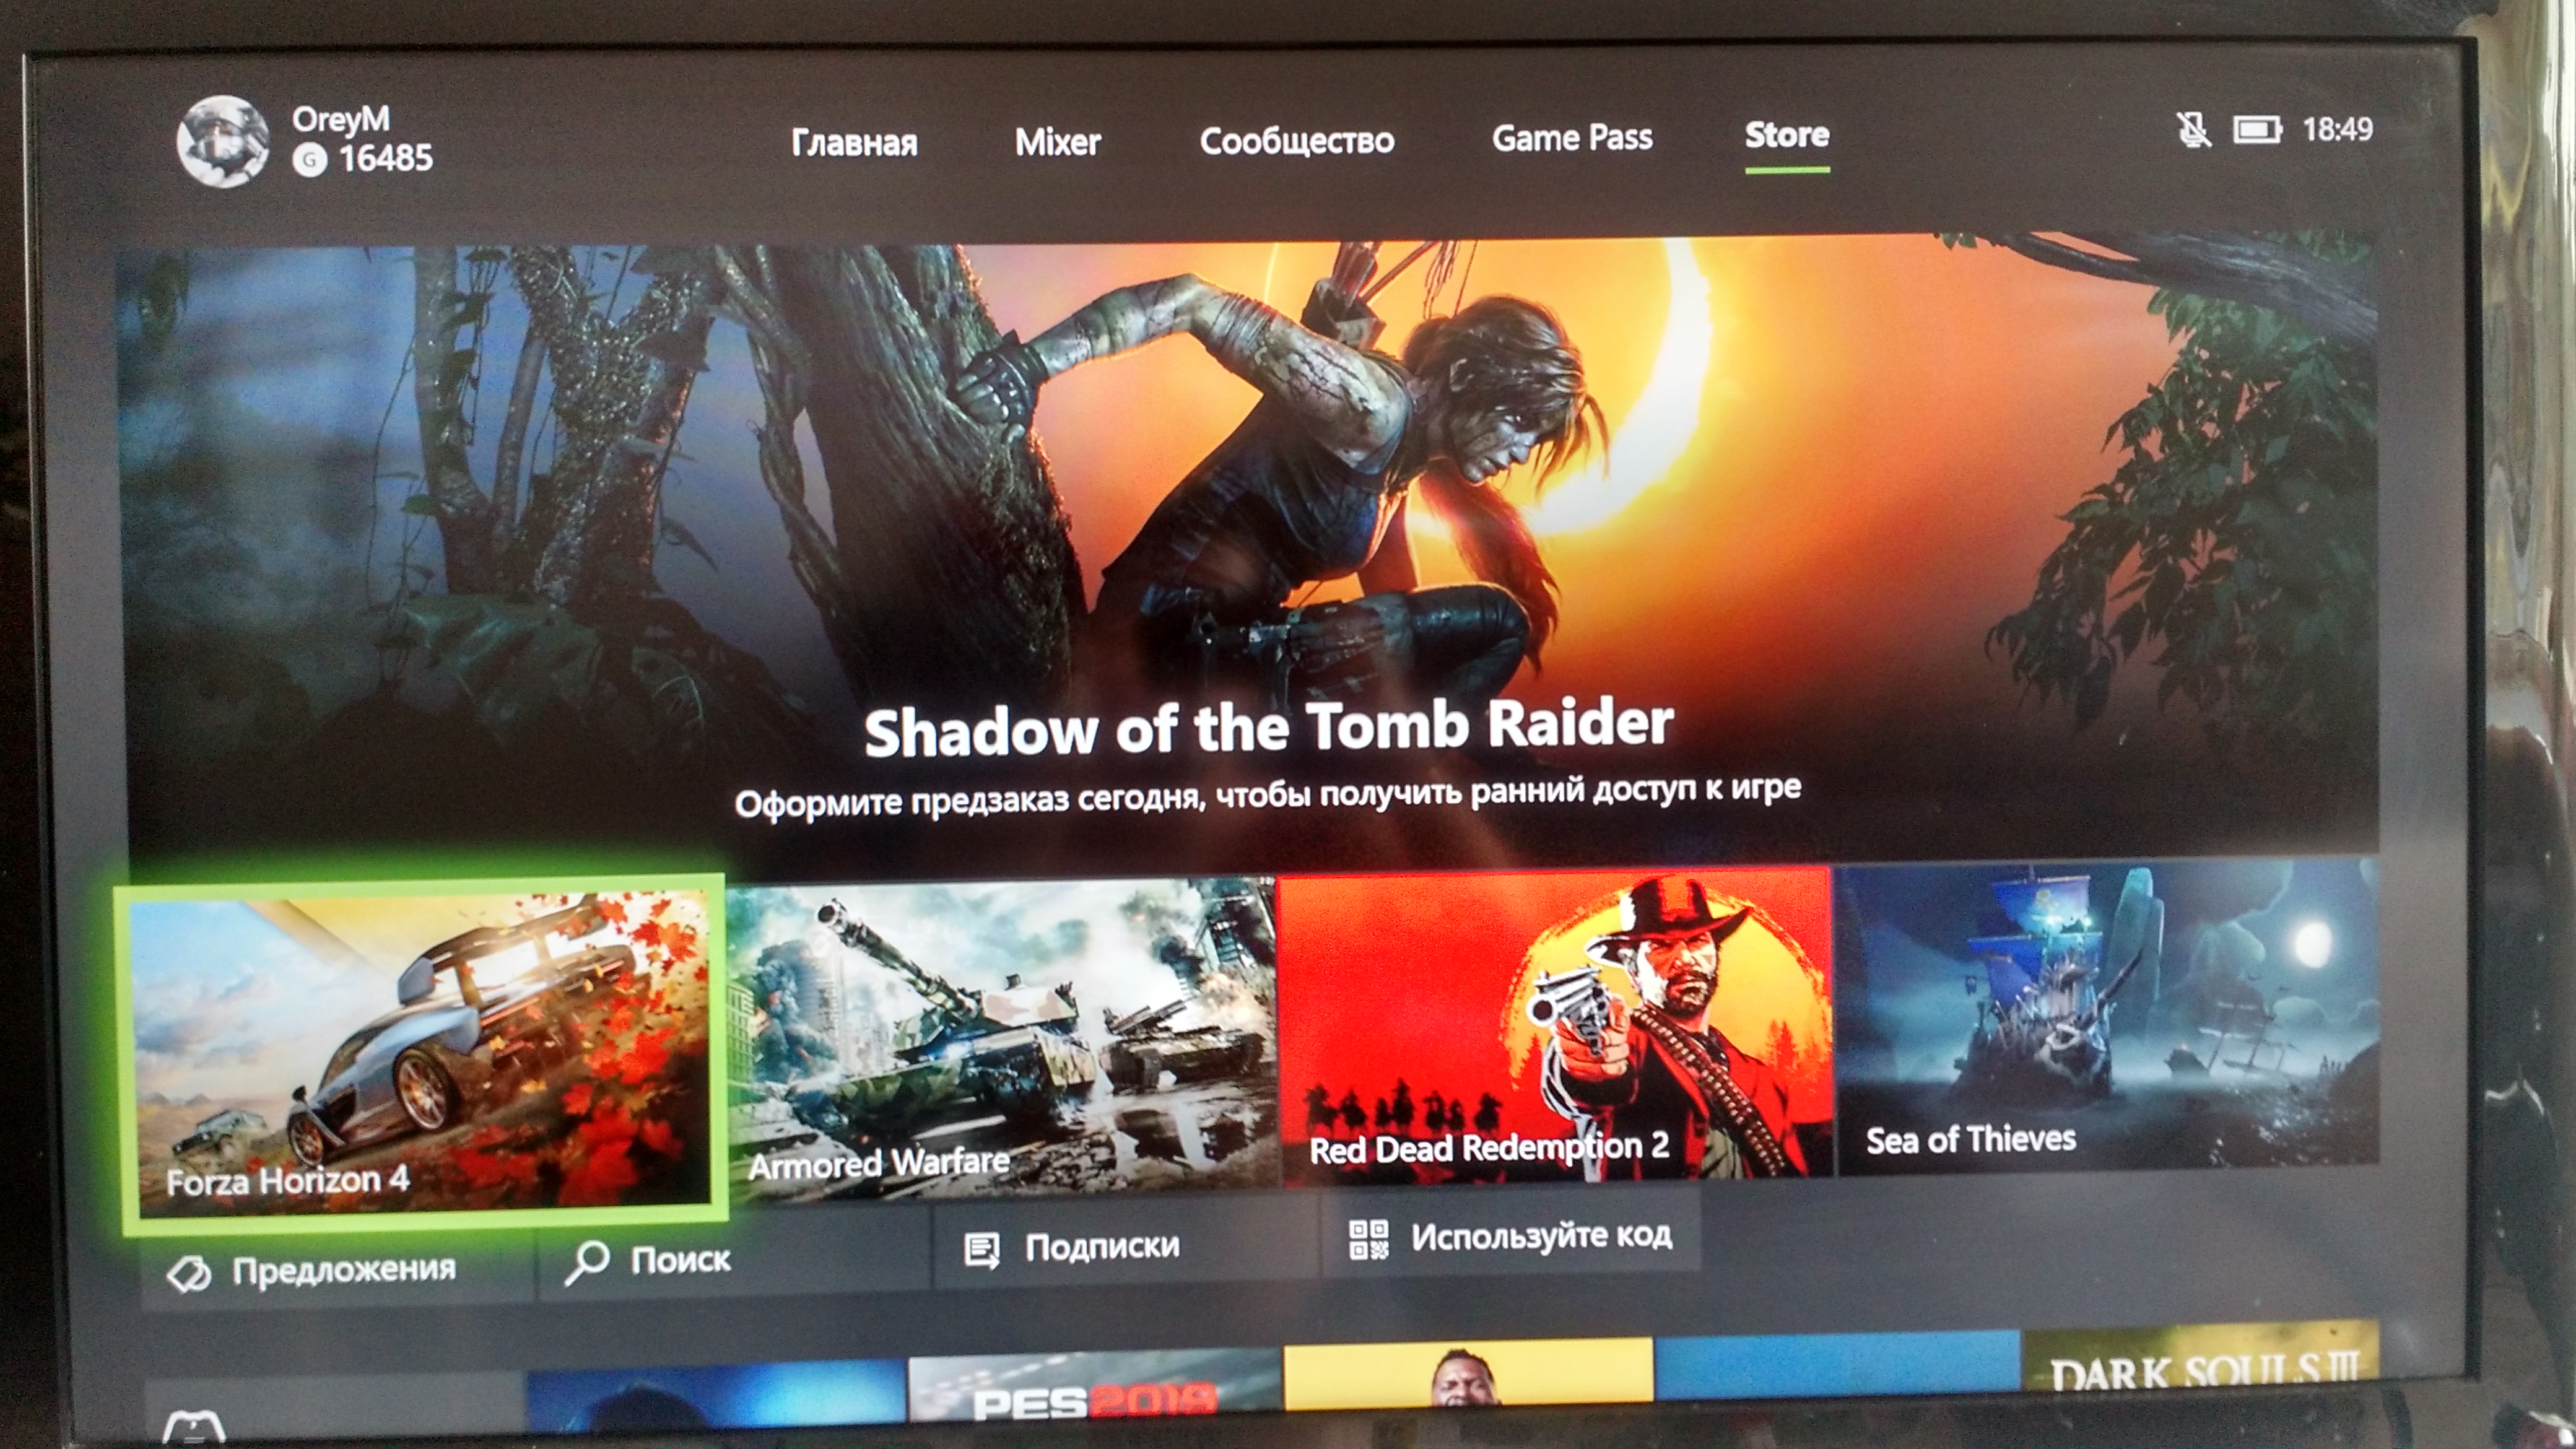 OreyM
G 16485
Главная
Mixer
Сообщество
Game Pass
Store
18:49
Shadow of the Tomb Raider
Оформите предзаказ сегодня, чтобы получить ранний доступ к игре
Forza Horizon 4
Armored Warfare
Red Dead Redemption 2
Sea of Thieves
Предложения
Поиск
Подписки
Используйте код
PES2018
DARK SOULS III